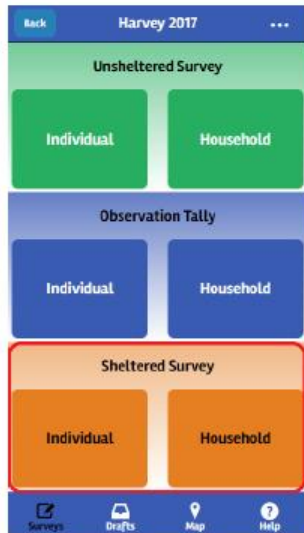 Back Harvey 2017 ...
Unsheltered Survey
Individual Household
Observation Tally
Individual Household
Sheltered Survey
Individual Household
Surveys Drafts Map Help